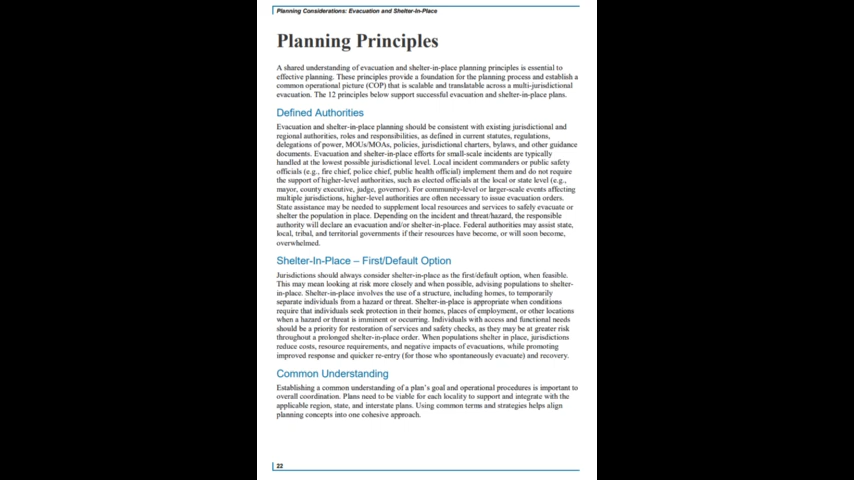 Planning Considerations: Evacuation and Shelter-In-Place
Planning Principles
A shared understanding of evacuation and shelter-in-place planning principles is essential to
effective planning. These principles provide a foundation for the planning process and establish a
common operational picture (COP) that is scalable and translatable across a multi-jurisdictional
evacuation. The 12 principles below support successful evacuation and shelter-in-place plans.
Defined Authorities
Evacuation and shelter-in-place planning should be consistent with existing jurisdictional and
regional authorities, roles and responsibilities, as defined in current statutes, regulations,
delegations of power, MOUs/MOAs, policies, jurisdictional charters, bylaws, and other guidance
documents. Evacuation and shelter-in-place efforts for small-scale incidents are typically
handled at the lowest possible jurisdictional level. Local incident commanders or public safety
officials (e.g., fire chief, police chief, public health official) implement them and do not require
the support of higher-level authorities, such as elected officials at the local or state level (e.g.,
mayor, county executive, judge, governor). For community-level or larger-scale events affecting
multiple jurisdictions, higher-level authorities are often necessary to issue evacuation orders.
State assistance may be needed to supplement local resources and services to safely evacuate or
shelter the population in place. Depending on the incident and threat/hazard, the responsible
authority will declare an evacuation and/or shelter-in-place. Federal authorities may assist state,
local, tribal, and territorial governments if their resources have become, or will soon become,
overwhelmed.
Shelter-In-Place – First/Default Option
Jurisdictions should always consider shelter-in-place as the first/default option, when feasible.
This may mean looking at risk more closely and when possible, advising populations to shelter-
in-place. Shelter-in-place involves the use of a structure, including homes, to temporarily
separate individuals from a hazard or threat. Shelter-in-place is appropriate when conditions
require that individuals seek protection in their homes, places of employment, or other locations
when a hazard or threat is imminent or occurring. Individuals with access and functional needs
should be a priority for restoration of services and safety checks, as they may be at greater risk
throughout a prolonged shelter-in-place order. When populations shelter in place, jurisdictions
reduce costs, resource requirements, and negative impacts of evacuations, while promoting
improved response and quicker re-entry (for those who spontaneously evacuate) and recovery.
Common Understanding
Establishing a common understanding of a plan's goal and operational procedures is important to
overall coordination. Plans need to be viable for each locality to support and integrate with the
applicable region, state, and interstate plans. Using common terms and strategies helps align
planning concepts into one cohesive approach.
22